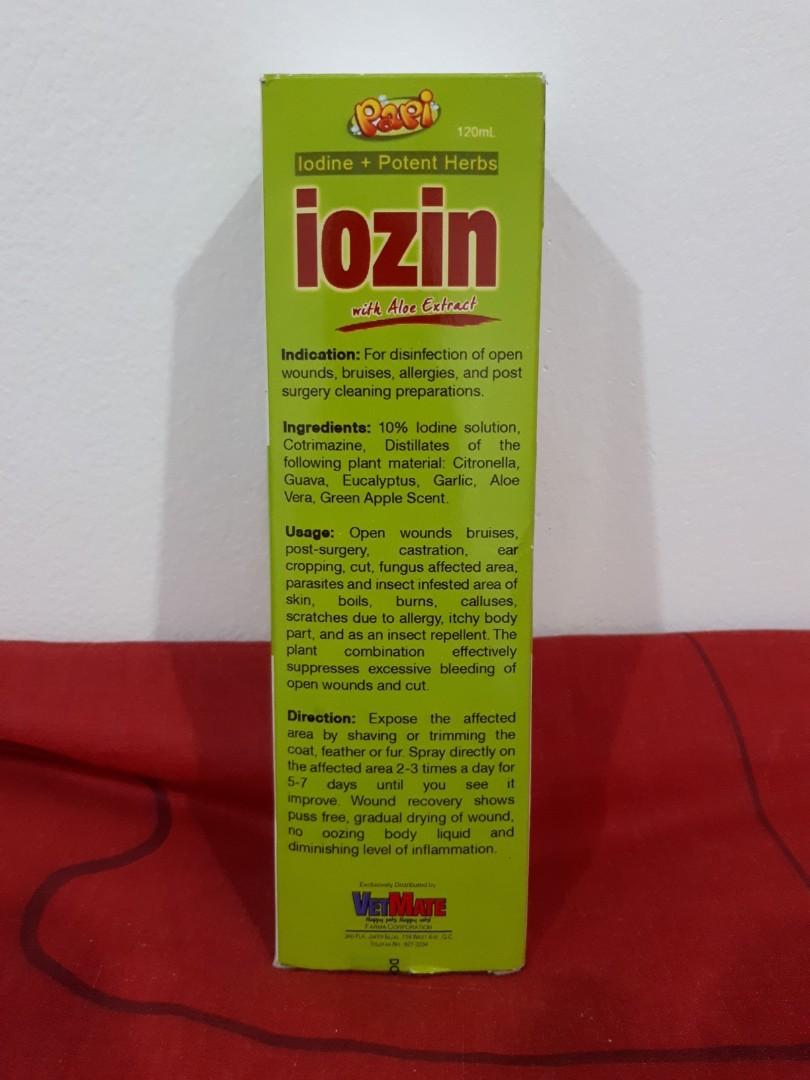 Papi
120mL
Iodine + Potent Herbs
iozin
with Aloe Extract
Indication: For disinfection of open
wounds, bruises, allergies, and post
surgery cleaning preparations.
Ingredients: 10% Iodine solution,
Cotrimazine, Distillates of the
following plant material: Citronella,
Guava, Eucalyptus, Garlic, Aloe
Vera, Green Apple Scent.
Usage: Open wounds bruises,
post-surgery, castration, ear
cropping, cut, fungus affected area,
parasites and insect infested area of
skin, boils, burns, calluses,
scratches due to allergy, itchy body
part, and as an insect repellent. The
plant combination effectively
suppresses excessive bleeding of
open wounds and cut.
Direction: Expose the affected
area by shaving or trimming the
coat, feather or fur. Spray directly on
the affected area 2-3 times a day for
5-7 days until you see it
improve. Wound recovery shows
puss free, gradual drying of wound,
no oozing body liquid and
diminishing level of inflammation.
Exclusively Distributed by
VETMATE
Happy pets Happy vets!
FARMA CORPORATION